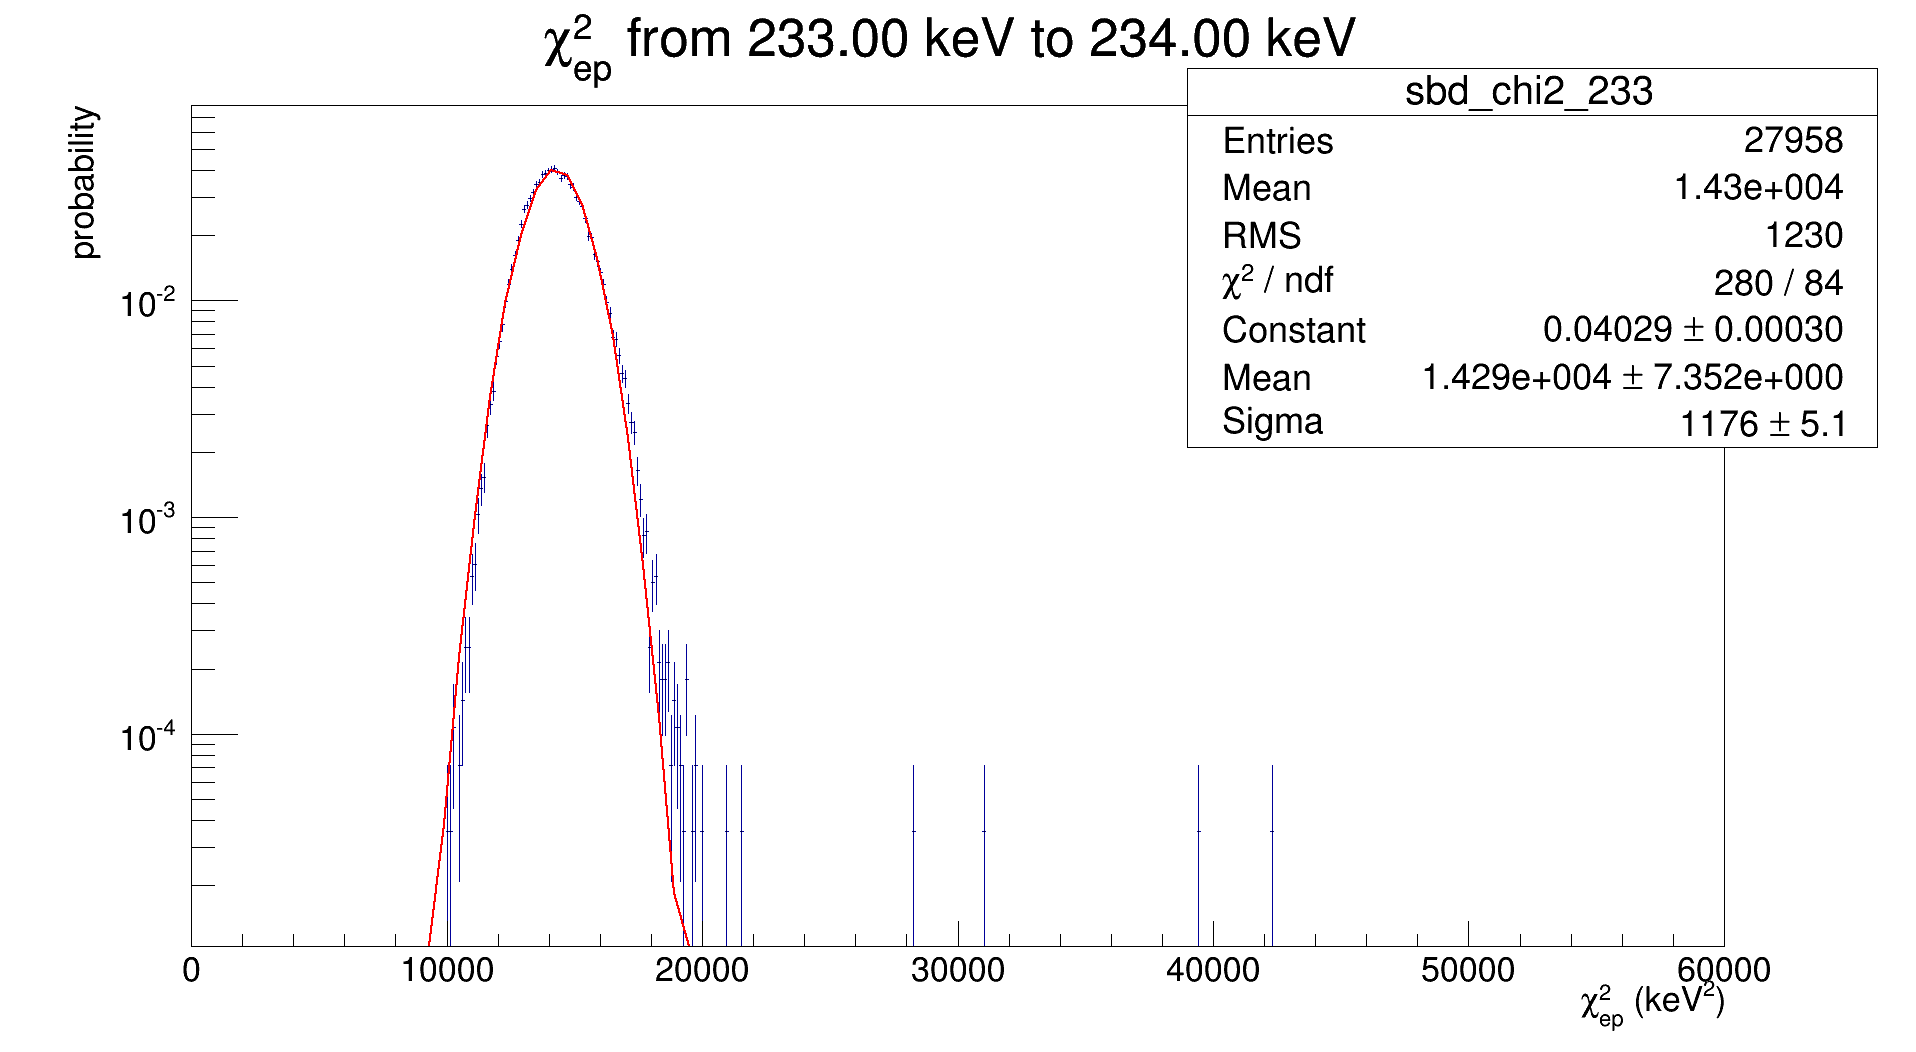 χ²ep from 233.00 keV to 234.00 keV
sbd_chi2_233
Entries 27958
Mean 1.43e+004
RMS 1230
χ² / ndf 280 / 84
Constant 0.04029 ± 0.00030
Mean 1.429e+004 ± 7.352e+000
Sigma 1176 ± 5.1
probability
10⁻²
10⁻³
10⁻⁴
0 10000 20000 30000 40000 50000 60000
χ²ep (keV²)